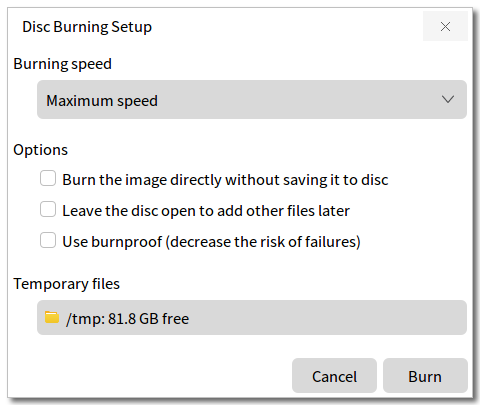 Disc Burning Setup
Burning speed
Maximum speed
Options
Burn the image directly without saving it to disc
Leave the disc open to add other files later
Use burnproof (decrease the risk of failures)
Temporary files
/tmp: 81.8 GB free
Cancel Burn